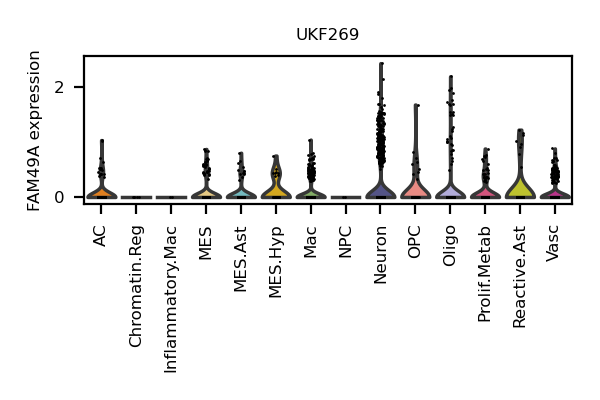 UKF269
FAM49A expression
2
0
AC
Chromatin.Reg
Inflammatory.Mac
MES
MES.Ast
MES.Hyp
Mac
NPC
Neuron
OPC
Oligo
Prolif.Metab
Reactive.Ast
Vasc